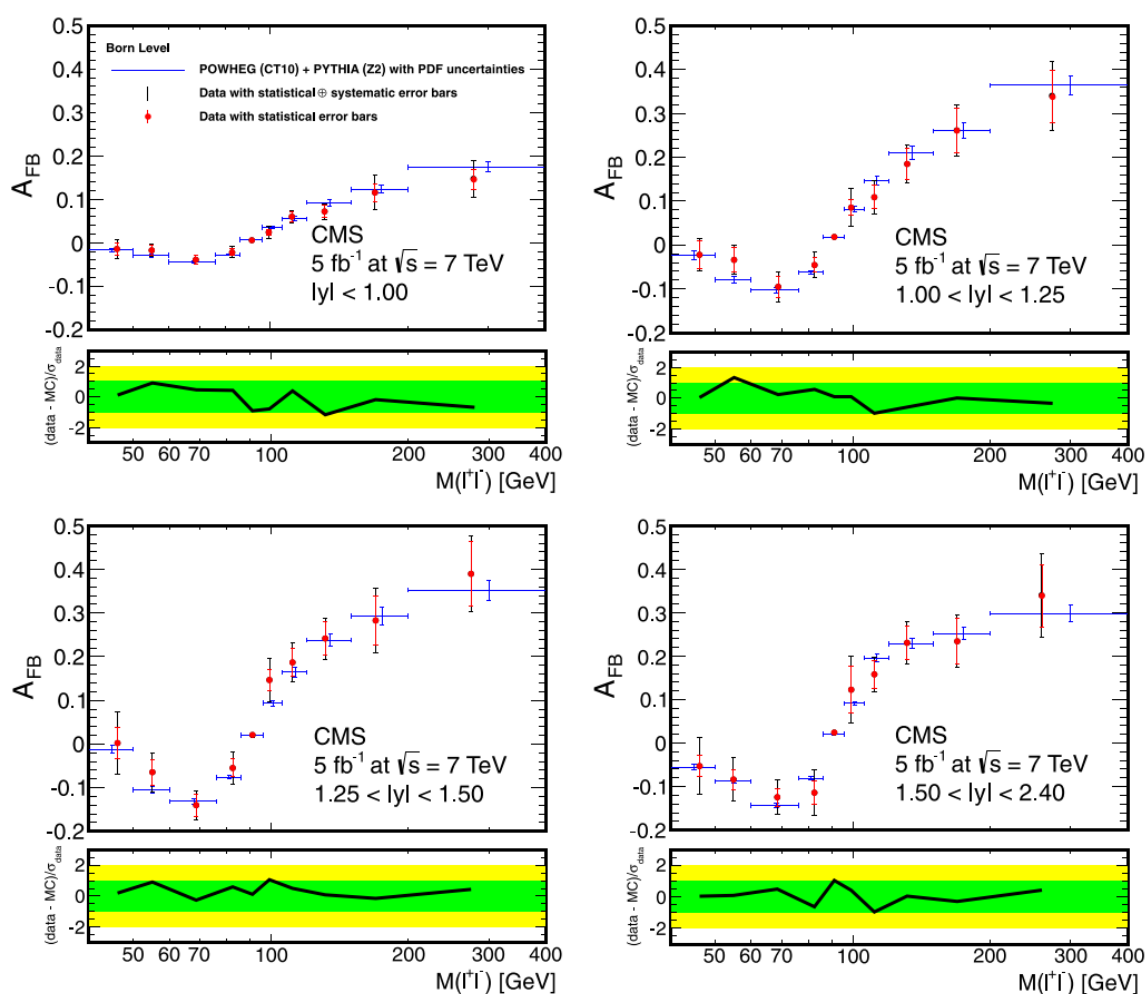 0.5
0.4
0.3
0.2
0.1
0
-0.1
-0.2
A_FB
Born Level
POWHEG (CT10) + PYTHIA (Z2) with PDF uncertainties
Data with statistical ⊕ systematic error bars
Data with statistical error bars
CMS
5 fb⁻¹ at √s = 7 TeV
|y| < 1.00
(data - MC)/σ_data
2
0
-2
50 60 70 100 200 300 400
M(l⁺l⁻) [GeV]
0.5
0.4
0.3
0.2
0.1
0
-0.1
-0.2
A_FB
CMS
5 fb⁻¹ at √s = 7 TeV
1.00 < |y| < 1.25
(data - MC)/σ_data
2
0
-2
50 60 70 100 200 300 400
M(l⁺l⁻) [GeV]
0.5
0.4
0.3
0.2
0.1
0
-0.1
-0.2
A_FB
CMS
5 fb⁻¹ at √s = 7 TeV
1.25 < |y| < 1.50
(data - MC)/σ_data
2
0
-2
50 60 70 100 200 300 400
M(l⁺l⁻) [GeV]
0.5
0.4
0.3
0.2
0.1
0
-0.1
-0.2
A_FB
CMS
5 fb⁻¹ at √s = 7 TeV
1.50 < |y| < 2.40
(data - MC)/σ_data
2
0
-2
50 60 70 100 200 300 400
M(l⁺l⁻) [GeV]